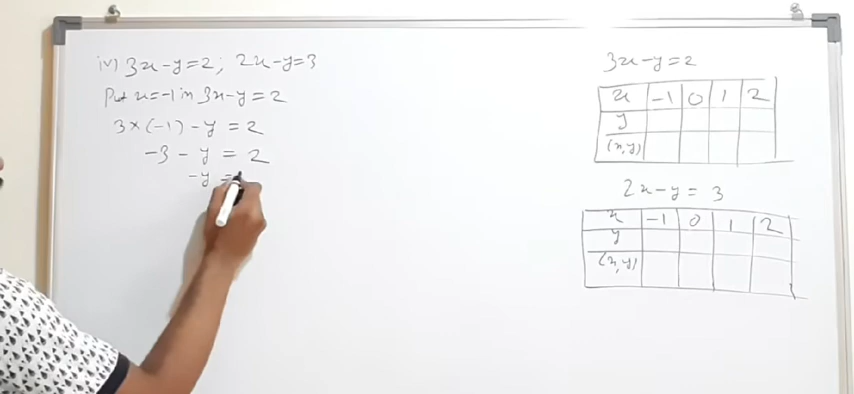 iv) 3x-y=2; 2x-y=3
Put x=-1 in 3x-y=2
3×(-1)-y=2
-3-y=2
-y=
3x-y=2
x -1 0 1 2
y
(x,y)
2x-y=3
x -1 0 1 2
y
(x,y)